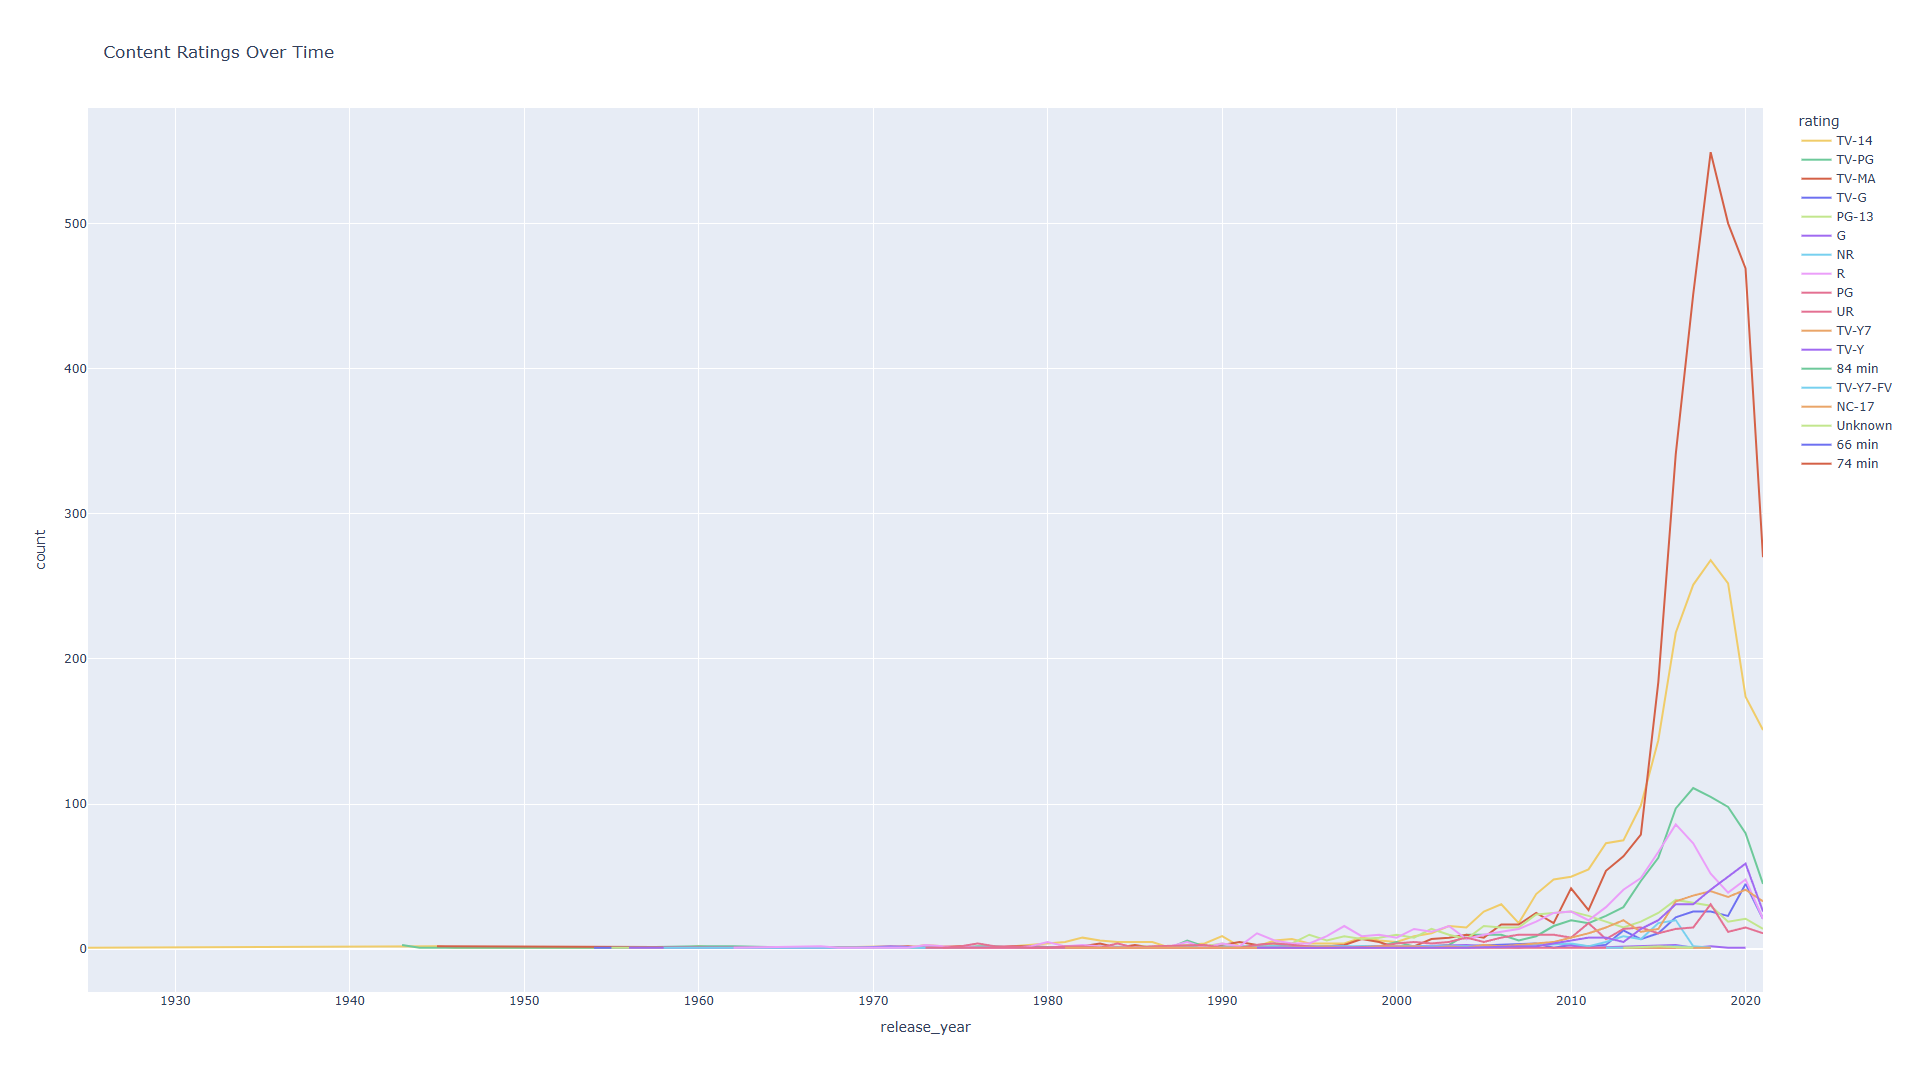 Content Ratings Over Time
rating
TV-14
TV-PG
TV-MA
TV-G
PG-13
G
NR
R
PG
UR
TV-Y7
TV-Y
84 min
TV-Y7-FV
NC-17
Unknown
66 min
74 min
500
400
300
200
100
0
count
1930 1940 1950 1960 1970 1980 1990 2000 2010 2020
release_year